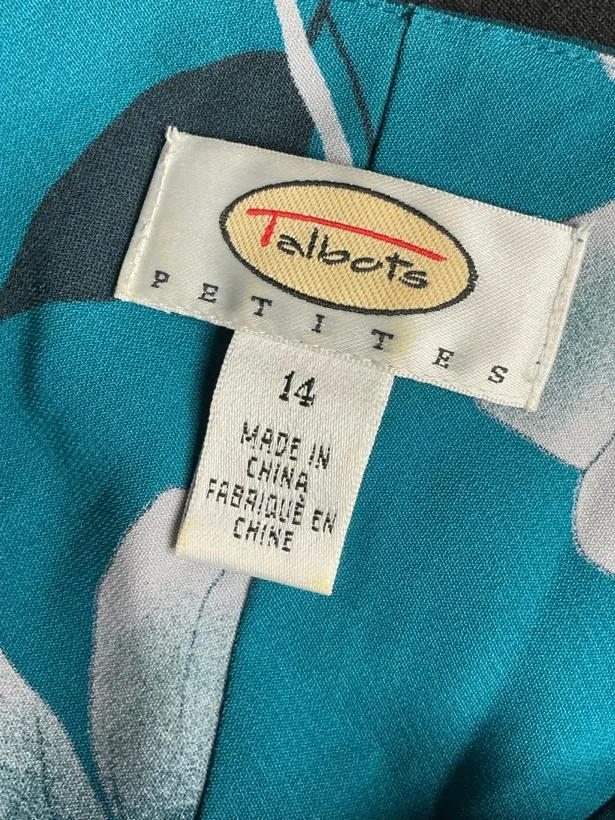 Talbots
PETITES
14
MADE IN
CHINA
FABRIQUÉ EN
CHINE